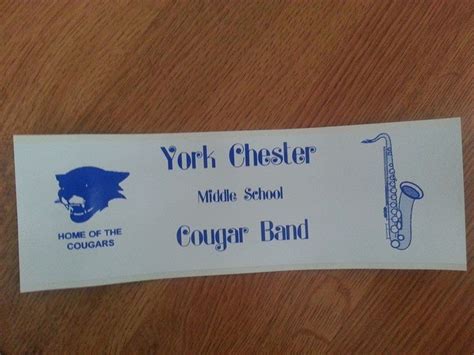 York Chester
Middle School
Cougar Band
HOME OF THE
COUGARS